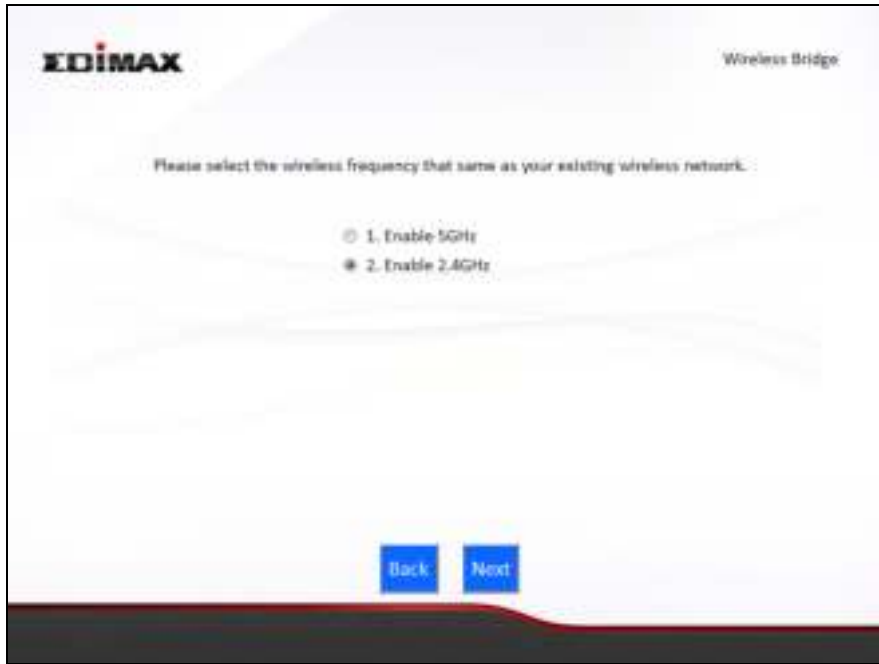 EDIMAX
Wireless Bridge
Please select the wireless frequency that same as your existing wireless network.
1. Enable 5GHz
2. Enable 2.4GHz
Back
Next